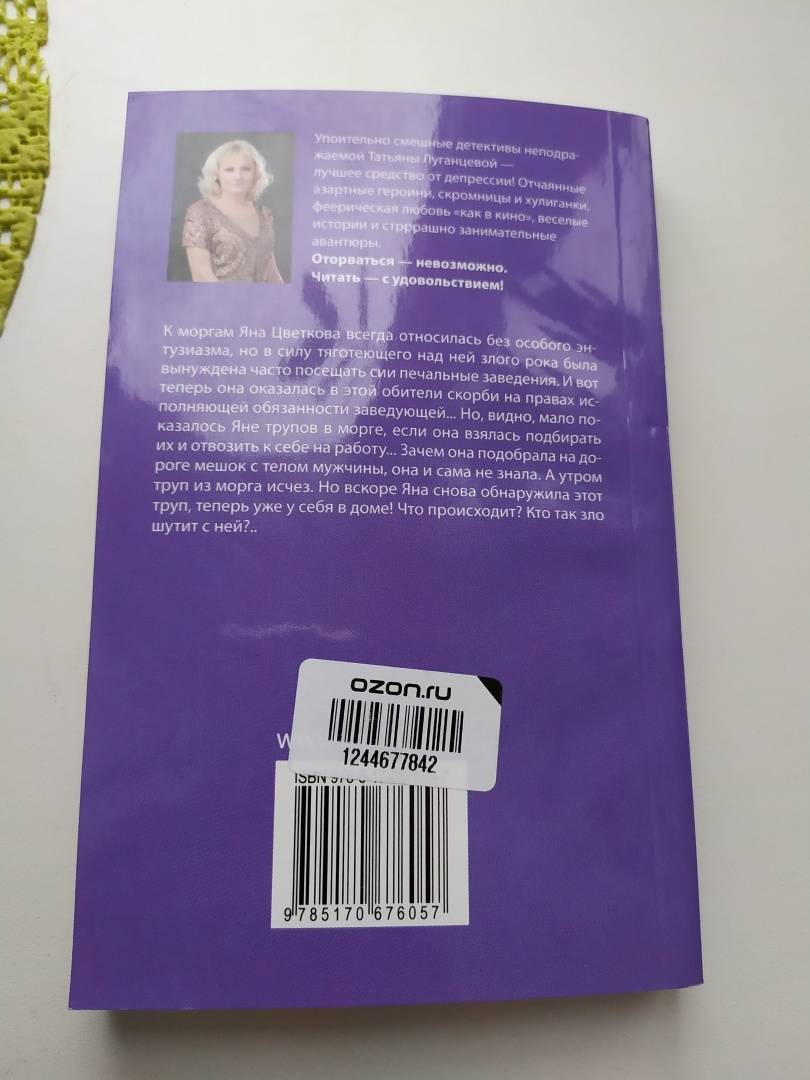 Упоительно смешные детективы неподра-
жаемой Татьяны Луганцевой —
лучшее средство от депрессии! Отчаянные
азартные героини, скромницы и хулиганки,
феерическая любовь «как в кино», веселые
истории и стрррашно занимательные
авантюры.
Оторваться — невозможно.
Читать — с удовольствием!
К моргам Яна Цветкова всегда относилась без особого эн-
тузиазма, но в силу тяготеющего над ней злого рока была
вынуждена часто посещать сии печальные заведения. И вот
теперь она оказалась в этой обители скорби на правах ис-
полняющей обязанности заведующей... Но, видно, мало по-
казалось Яне трупов в морге, если она взялась подбирать
их и отвозить к себе на работу... Зачем она подобрала на до-
роге мешок с телом мужчины, она и сама не знала. А утром
труп из морга исчез. Но вскоре Яна снова обнаружила этот
труп, теперь уже у себя в доме! Что происходит? Кто так зло
шутит с ней?..
ozon.ru
1244677842
ISBN
9 785170 676057